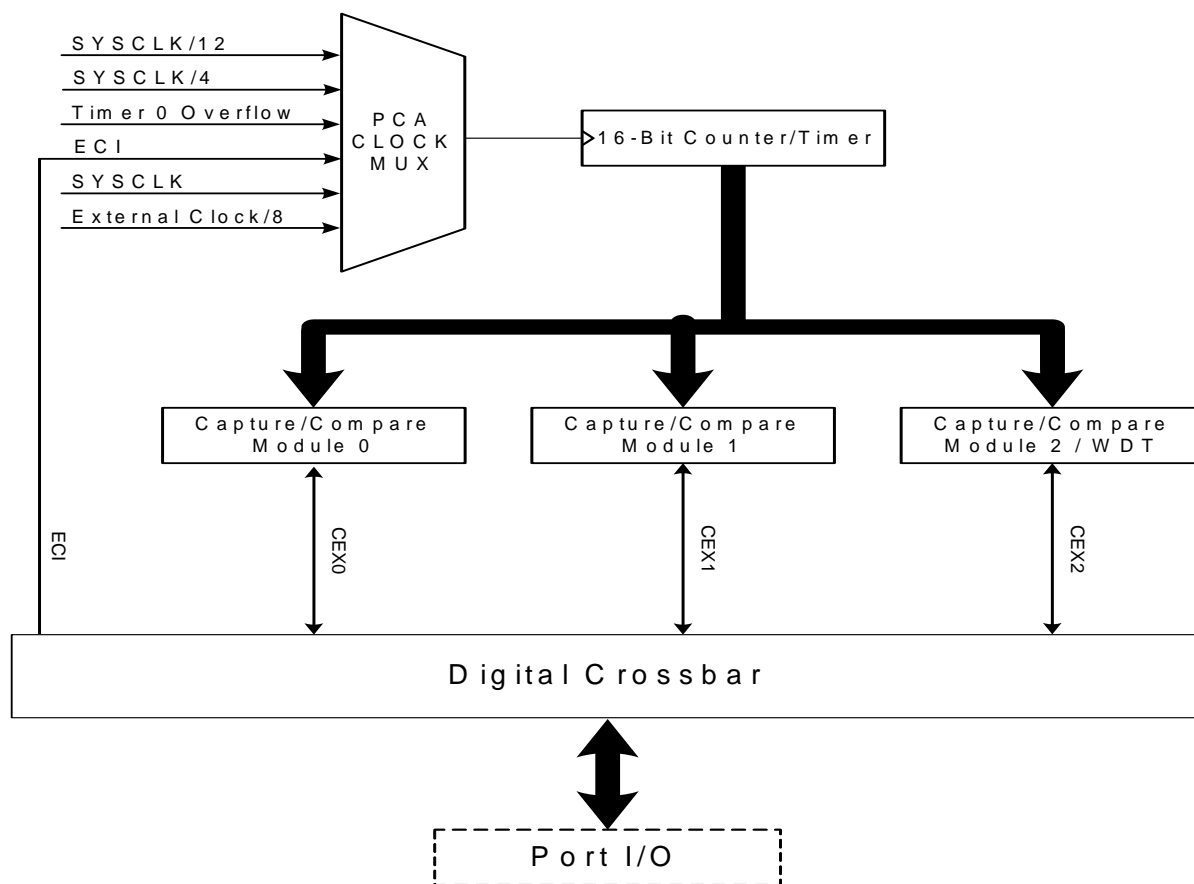 SYSCLK/12
SYSCLK/4
Timer 0 Overflow
ECI
SYSCLK
External Clock/8
PCA
CLOCK
MUX
16-Bit Counter/Timer
Capture/Compare
Module 0
Capture/Compare
Module 1
Capture/Compare
Module 2 / WDT
ECI
CEX0
CEX1
CEX2
Digital Crossbar
Port I/O